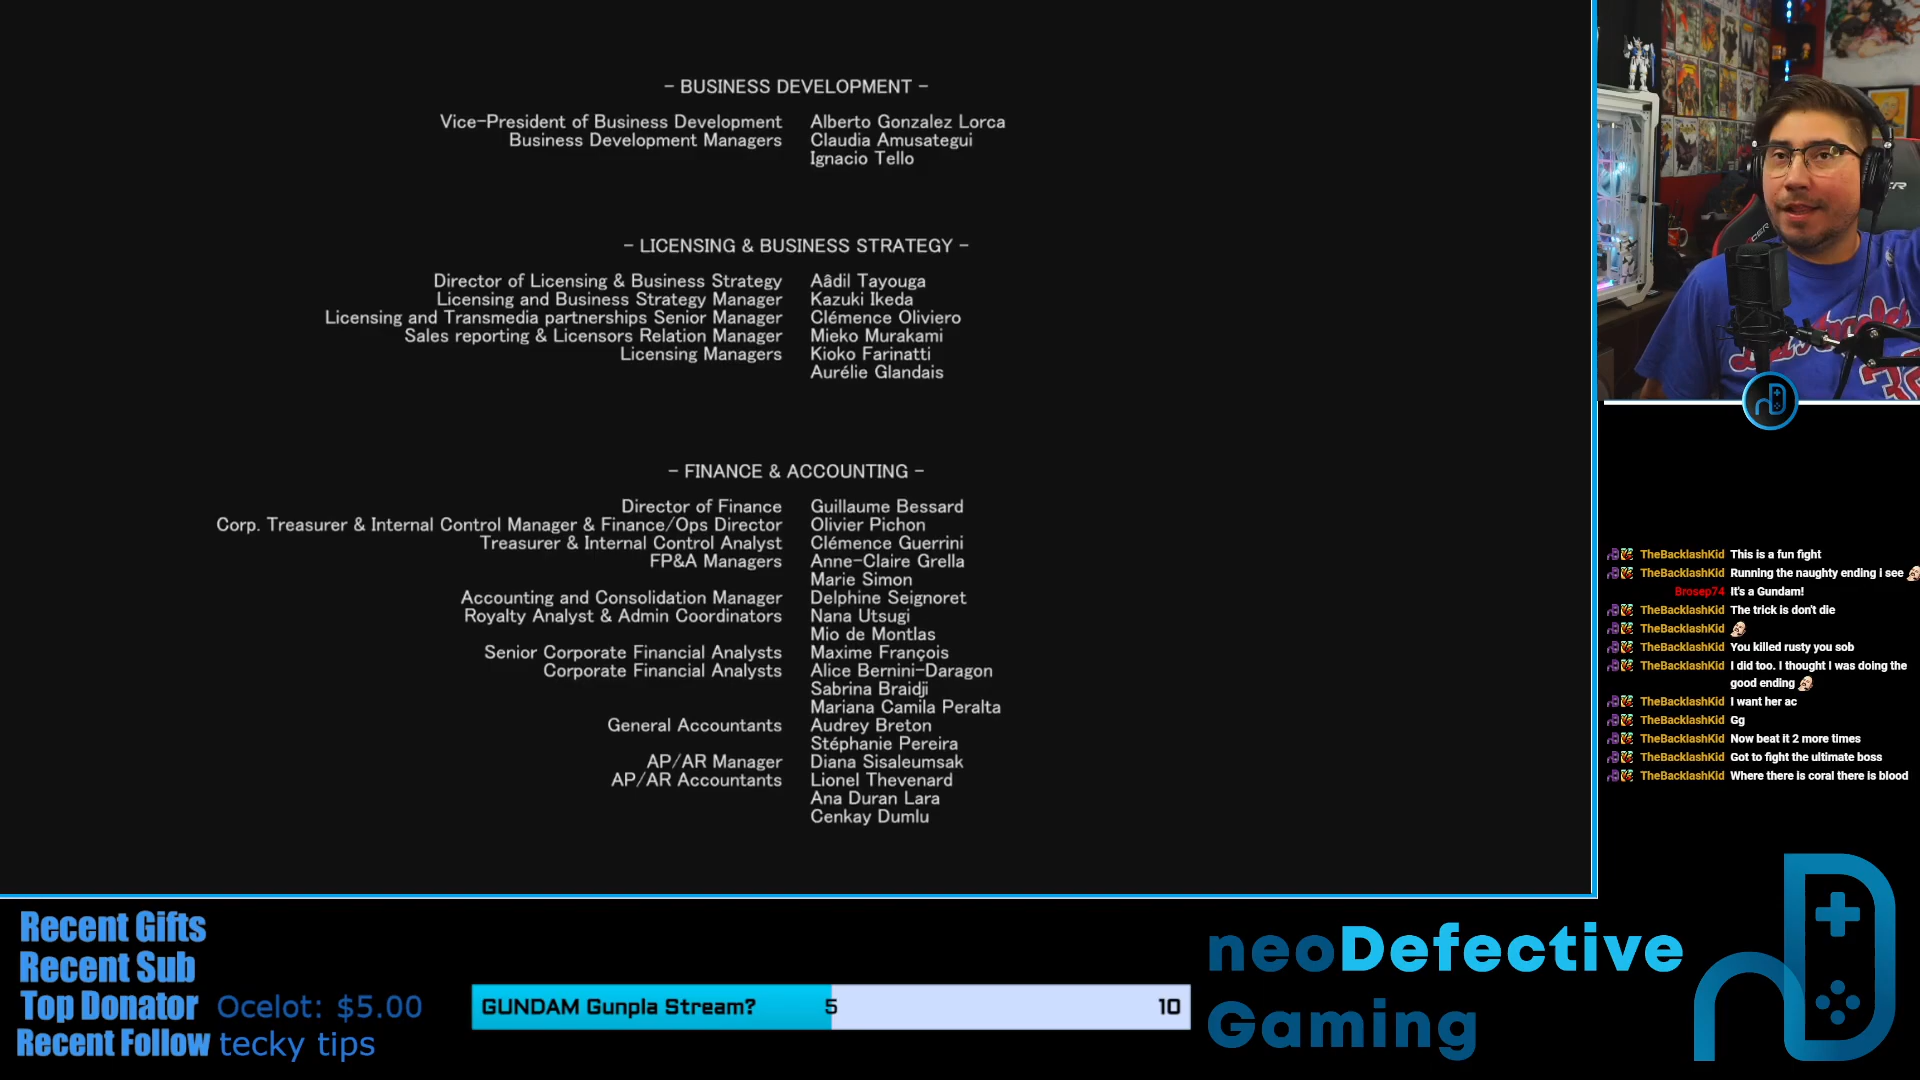 - BUSINESS DEVELOPMENT -
Vice-President of Business Development Alberto Gonzalez Lorca
Business Development Managers Claudia Amusategui
Ignacio Tello
- LICENSING & BUSINESS STRATEGY -
Director of Licensing & Business Strategy Aâdil Tayouga
Licensing and Business Strategy Manager Kazuki Ikeda
Licensing and Transmedia partnerships Senior Manager Clémence Oliviero
Sales reporting & Licensors Relation Manager Mieko Murakami
Licensing Managers Kioko Farinatti
Aurélie Glandais
- FINANCE & ACCOUNTING -
Director of Finance Guillaume Bessard
Corp. Treasurer & Internal Control Manager & Finance/Ops Director Olivier Pichon
Treasurer & Internal Control Analyst Clémence Guerrini
FP&A Managers Anne-Claire Grella
Marie Simon
Accounting and Consolidation Manager Delphine Seignoret
Royalty Analyst & Admin Coordinators Nana Utsugi
Mio de Montlas
Senior Corporate Financial Analysts Maxime François
Corporate Financial Analysts Alice Bernini-Daragon
Sabrina Braidji
Mariana Camila Peralta
General Accountants Audrey Breton
Stéphanie Pereira
AP/AR Manager Diana Sisaleumsak
AP/AR Accountants Lionel Thevenard
Ana Duran Lara
Cenkay Dumlu
TheBacklashKid This is a fun fight
TheBacklashKid Running the naughty ending i see
Brosep74 It's a Gundam!
TheBacklashKid The trick is don't die
TheBacklashKid
TheBacklashKid You killed rusty you sob
TheBacklashKid I did too. I thought I was doing the
good ending
TheBacklashKid I want her ac
TheBacklashKid Gg
TheBacklashKid Now beat it 2 more times
TheBacklashKid Got to fight the ultimate boss
TheBacklashKid Where there is coral there is blood
Recent Gifts
Recent Sub
Top Donator Ocelot: $5.00
Recent Follow tecky tips
GUNDAM Gunpla Stream? 5 10
neoDefective
Gaming